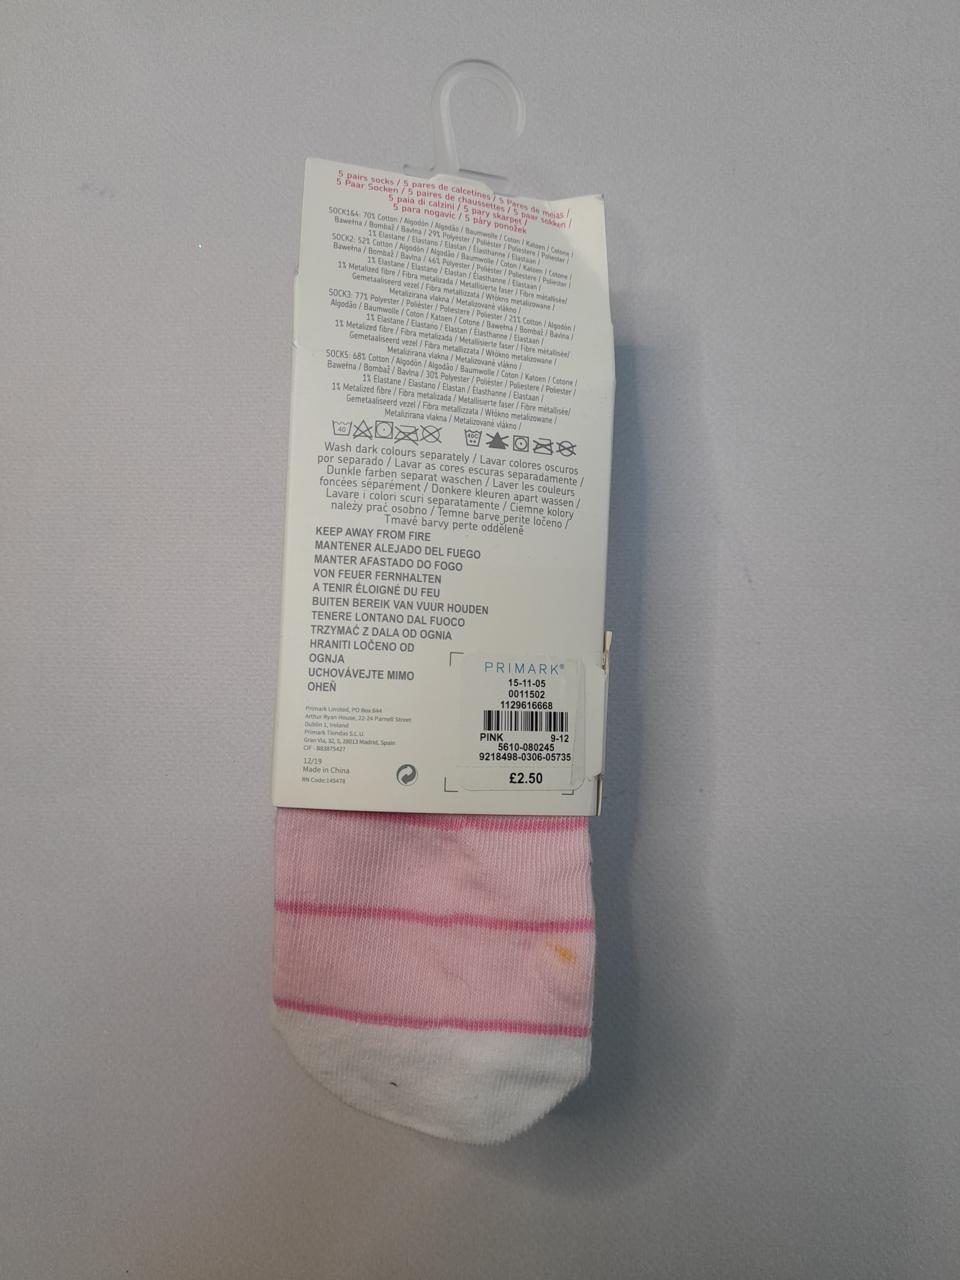 5 pairs socks / 5 pares de calcetines / 5 Pares de meias /
5 Paar Socken / 5 paires de chaussettes / 5 paar sokken /
5 paia di calzini / 5 pary skarpet /
5 para nogavic / 5 páry ponožek
SOCK1&4: 70% Cotton / Algodón / Algodão / Baumwolle / Coton / Katoen / Cotone /
Bawełna / Bombaž / Bavlna / 29% Polyester / Poliéster / Poliestere / Poliester /
1% Elastane / Elastano / Elastan / Élasthanne / Elastaan /
SOCK2: 52% Cotton / Algodón / Algodão / Baumwolle / Coton / Katoen / Cotone /
Bawełna / Bombaž / Bavlna / 46% Polyester / Poliéster / Poliestere / Poliester /
1% Elastane / Elastano / Elastan / Élasthanne / Elastaan /
1% Metalized fibre / Fibra metalizada / Metallisierte faser / Fibre métallisée/
Gemetaaliseerd vezel / Fibra metallizzata / Włókno metalizowane /
Metalizirana vlakna / Metalizované vlákno /
SOCK3: 77% Polyester / Poliéster / Poliestere / Poliester / 21% Cotton / Algodón /
Algodão / Baumwolle / Coton / Katoen / Cotone / Bawełna / Bombaž / Bavlna /
1% Elastane / Elastano / Elastan / Élasthanne / Elastaan /
1% Metalized fibre / Fibra metalizada / Metallisierte faser / Fibre métallisée/
Gemetaaliseerd vezel / Fibra metallizzata / Włókno metalizowane /
Metalizirana vlakna / Metalizované vlákno /
SOCK5: 68% Cotton / Algodón / Algodão / Baumwolle / Coton / Katoen / Cotone /
Bawełna / Bombaž / Bavlna / 30% Polyester / Poliéster / Poliestere / Poliester /
1% Elastane / Elastano / Elastan / Élasthanne / Elastaan /
1% Metalized fibre / Fibra metalizada / Metallisierte faser / Fibre métallisée/
Gemetaaliseerd vezel / Fibra metallizzata / Włókno metalizowane /
Metalizirana vlakna / Metalizované vlákno /
40 40C
Wash dark colours separately / Lavar colores oscuros
por separado / Lavar as cores escuras separadamente /
Dunkle farben separat waschen / Laver les couleurs
foncées séparément / Donkere kleuren apart wassen /
Lavare i colori scuri separatamente / Ciemne kolory
należy prać osobno / Temne barve perite ločeno /
Tmavé barvy perte odděleně
KEEP AWAY FROM FIRE
MANTENER ALEJADO DEL FUEGO
MANTER AFASTADO DO FOGO
VON FEUER FERNHALTEN
A TENIR ÉLOIGNÉ DU FEU
BUITEN BEREIK VAN VUUR HOUDEN
TENERE LONTANO DAL FUOCO
TRZYMAĆ Z DALA OD OGNIA
HRANITI LOČENO OD
OGNJA
UCHOVÁVEJTE MIMO
OHEŇ
Primark Limited, PO Box 644
Arthur Ryan House, 22-24 Parnell Street
Dublin 1, Ireland
Primark Tiendas S.L.U.
Gran Vía, 32, 5, 28013 Madrid, Spain
CIF - B83875427
12/19
Made in China
RN Code:145478
PRIMARK®
15-11-05
0011502
1129616668
PINK 9-12
5610-080245
9218498-0306-05735
£2.50